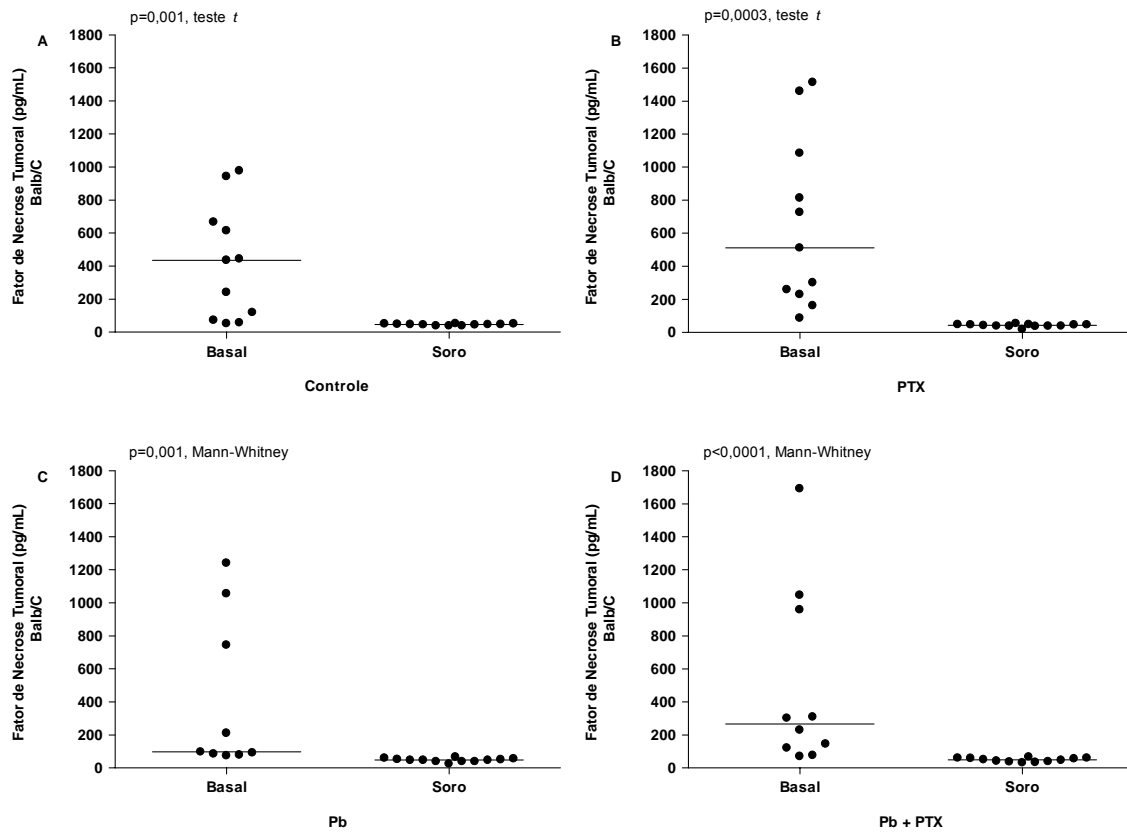 p=0,001, teste t
A
Fator de Necrose Tumoral (pg/mL)
Balb/C
1800
1600
1400
1200
1000
800
600
400
200
0
Basal
Soro
Controle
p=0,0003, teste t
B
Fator de Necrose Tumoral (pg/mL)
Balb/C
1800
1600
1400
1200
1000
800
600
400
200
0
Basal
Soro
PTX
p=0,001, Mann-Whitney
C
Fator de Necrose Tumoral (pg/mL)
Balb/C
1800
1600
1400
1200
1000
800
600
400
200
0
Basal
Soro
Pb
p<0,0001, Mann-Whitney
D
Fator de Necrose Tumoral (pg/mL)
Balb/C
1800
1600
1400
1200
1000
800
600
400
200
0
Basal
Soro
Pb + PTX